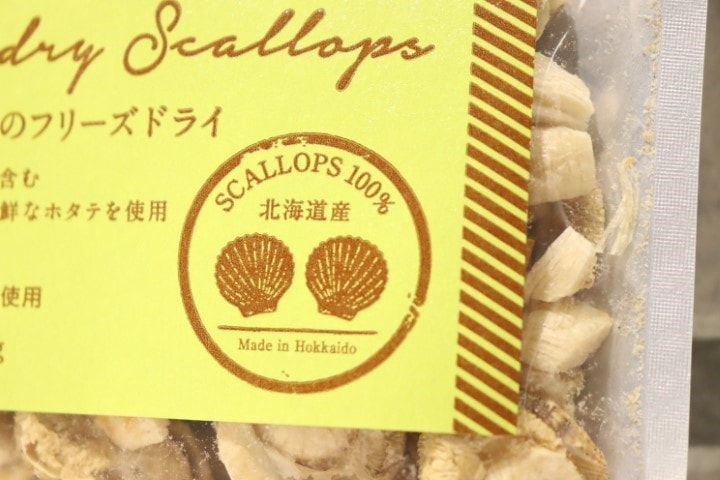 dry Scallops
のフリーズドライ
含む
鮮なホタテを使用
使用
g
SCALLOPS 100%
北海道産
Made in Hokkaido